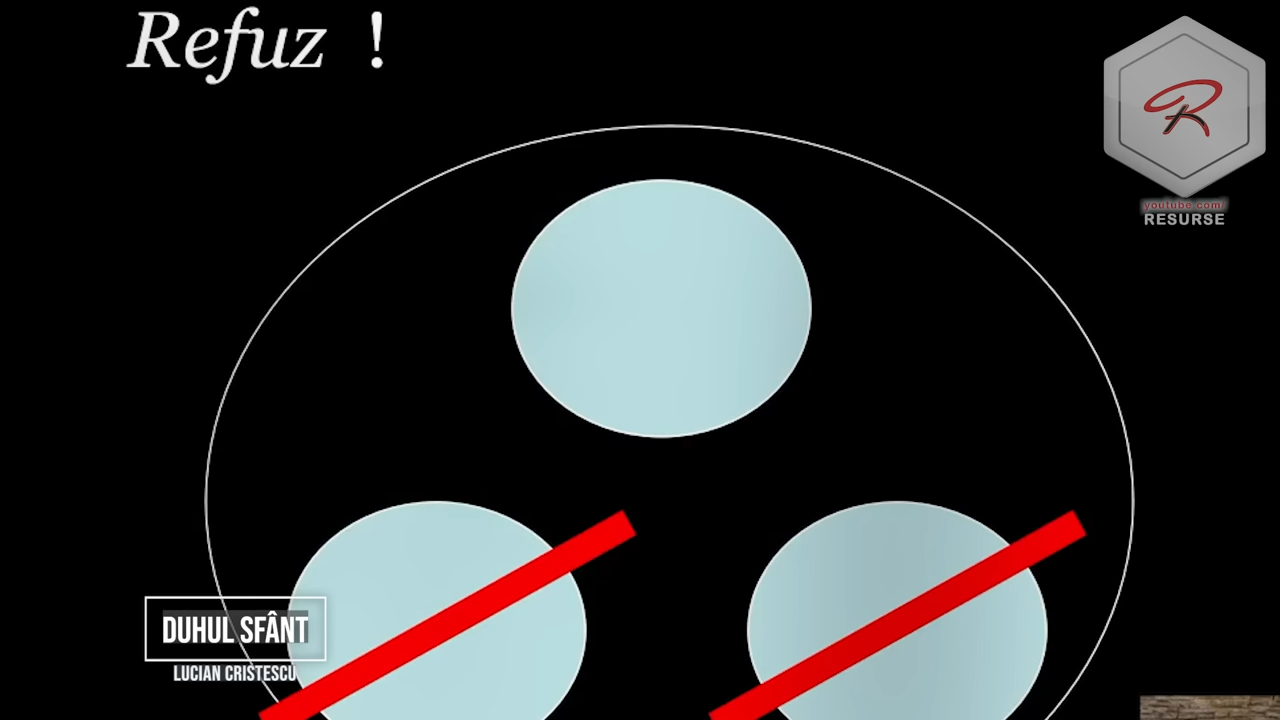 Refuz !
R
youtube.com/
RESURSE
DUHUL SFÂNT
LUCIAN CRISTESCU